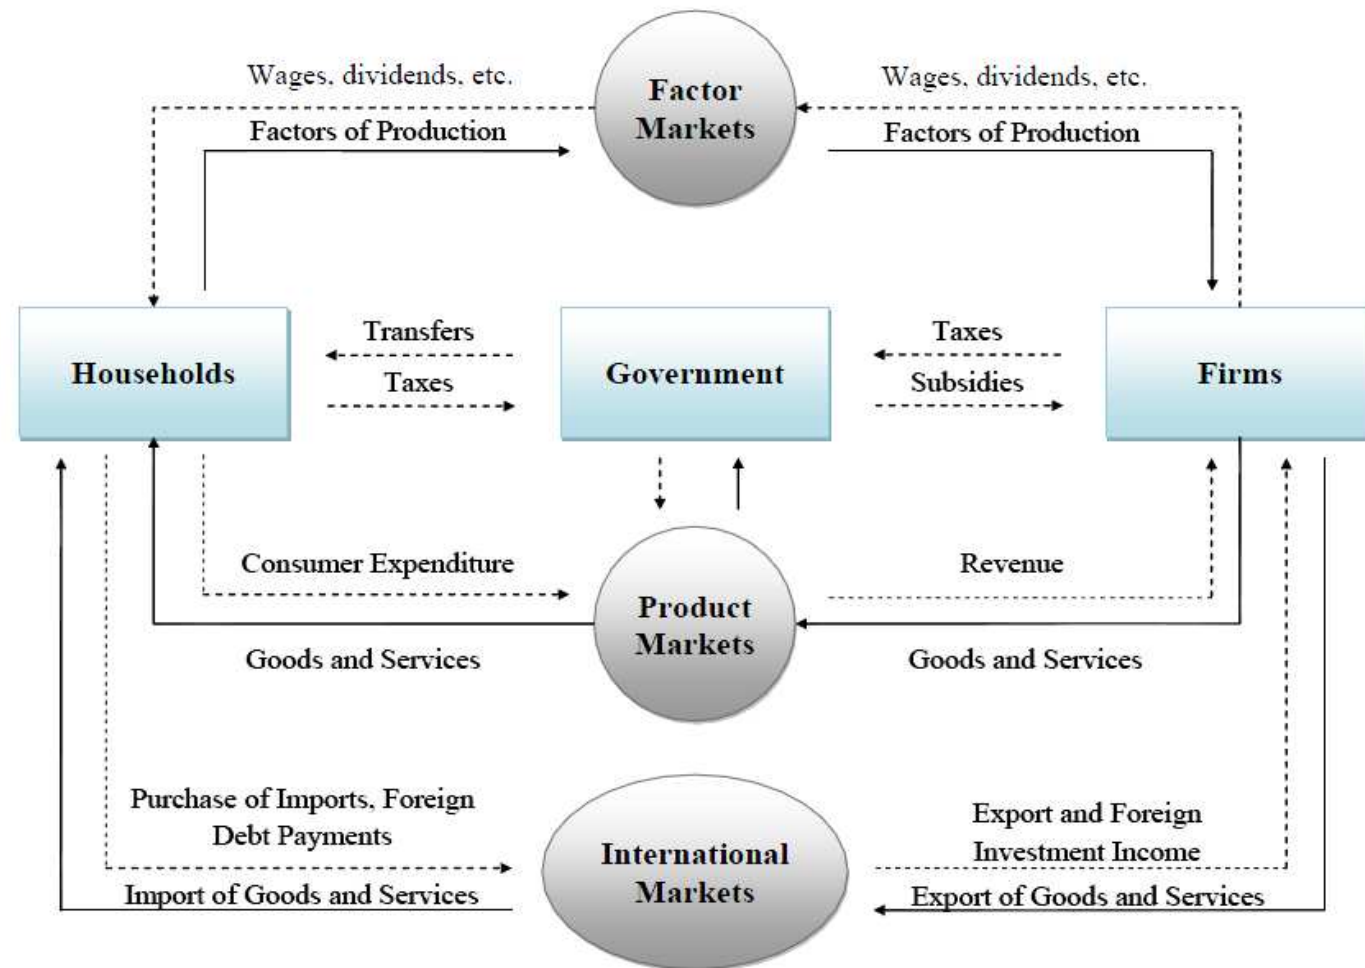 Wages, dividends, etc.
Factor
Markets
Wages, dividends, etc.
Factors of Production
Factors of Production
Households
Transfers
Taxes
Government
Taxes
Subsidies
Firms
Consumer Expenditure
Revenue
Product
Markets
Goods and Services
Goods and Services
Purchase of Imports, Foreign
Debt Payments
Export and Foreign
Investment Income
International
Markets
Import of Goods and Services
Export of Goods and Services